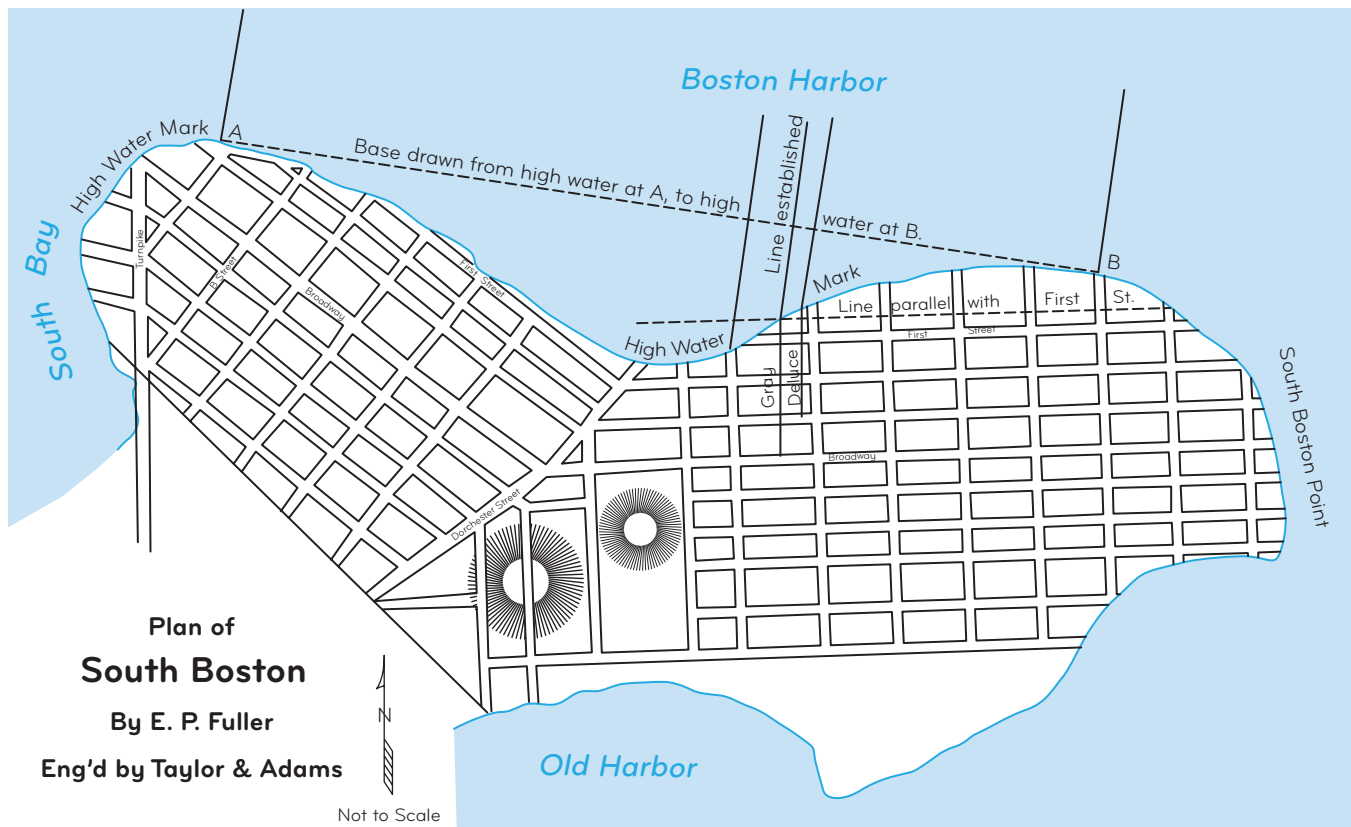 Boston Harbor
High Water Mark
A
Base drawn from high water at A, to high
water at B.
Line established
B
Mark
South Bay
Turnpike
B Street
Broadway
First Street
Line parallel with First St.
First Street
High Water
Gray
Deluce
South Boston Point
Broadway
Dorchester Street
Plan of
South Boston
By E. P. Fuller
Eng'd by Taylor & Adams
N
Not to Scale
Old Harbor